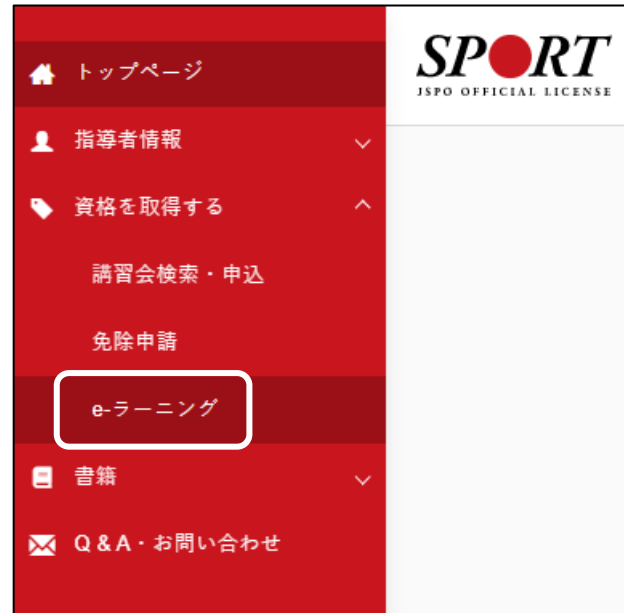 トップページ
指導者情報
資格を取得する
講習会検索・申込
免除申請
e-ラーニング
書籍
Q&A・お問い合わせ
SPORT
JSPO OFFICIAL LICENSE